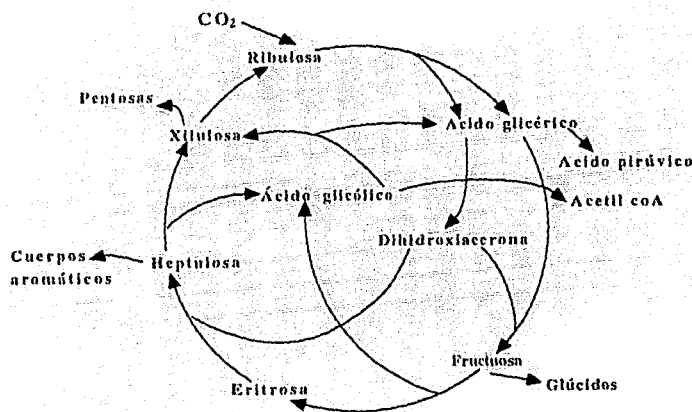 CO₂
Ribulosa
Pentosas
Xilulosa
Acido glicérico
Acido pirúvico
Ácido glicólico
Acetil coA
Dihidroxiacerona
Cuerpos
aromáticos
Heptulosa
Fructuosa
Glúcidos
Eritrosa